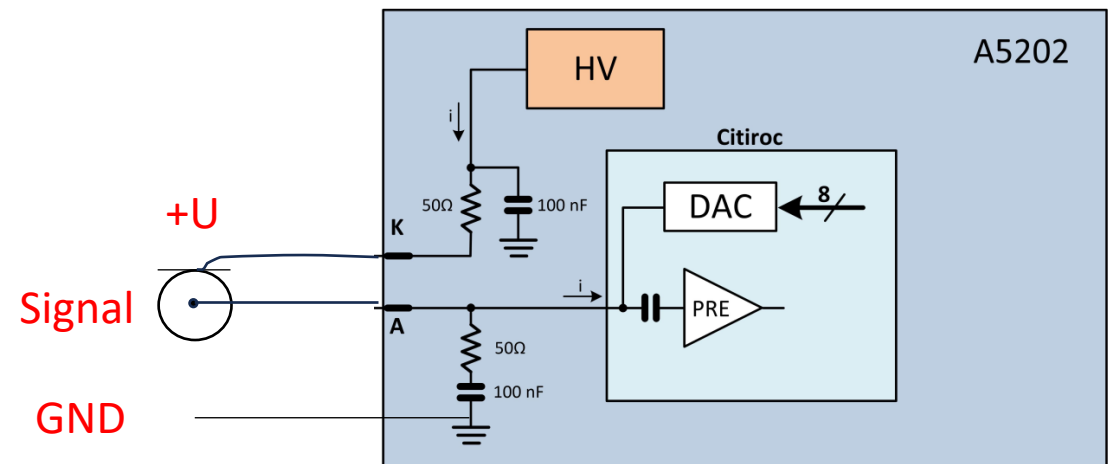 A5202
HV
i
50Ω
100 nF
Citiroc
DAC
8
+U
K
Signal
A
i
PRE
50Ω
100 nF
GND